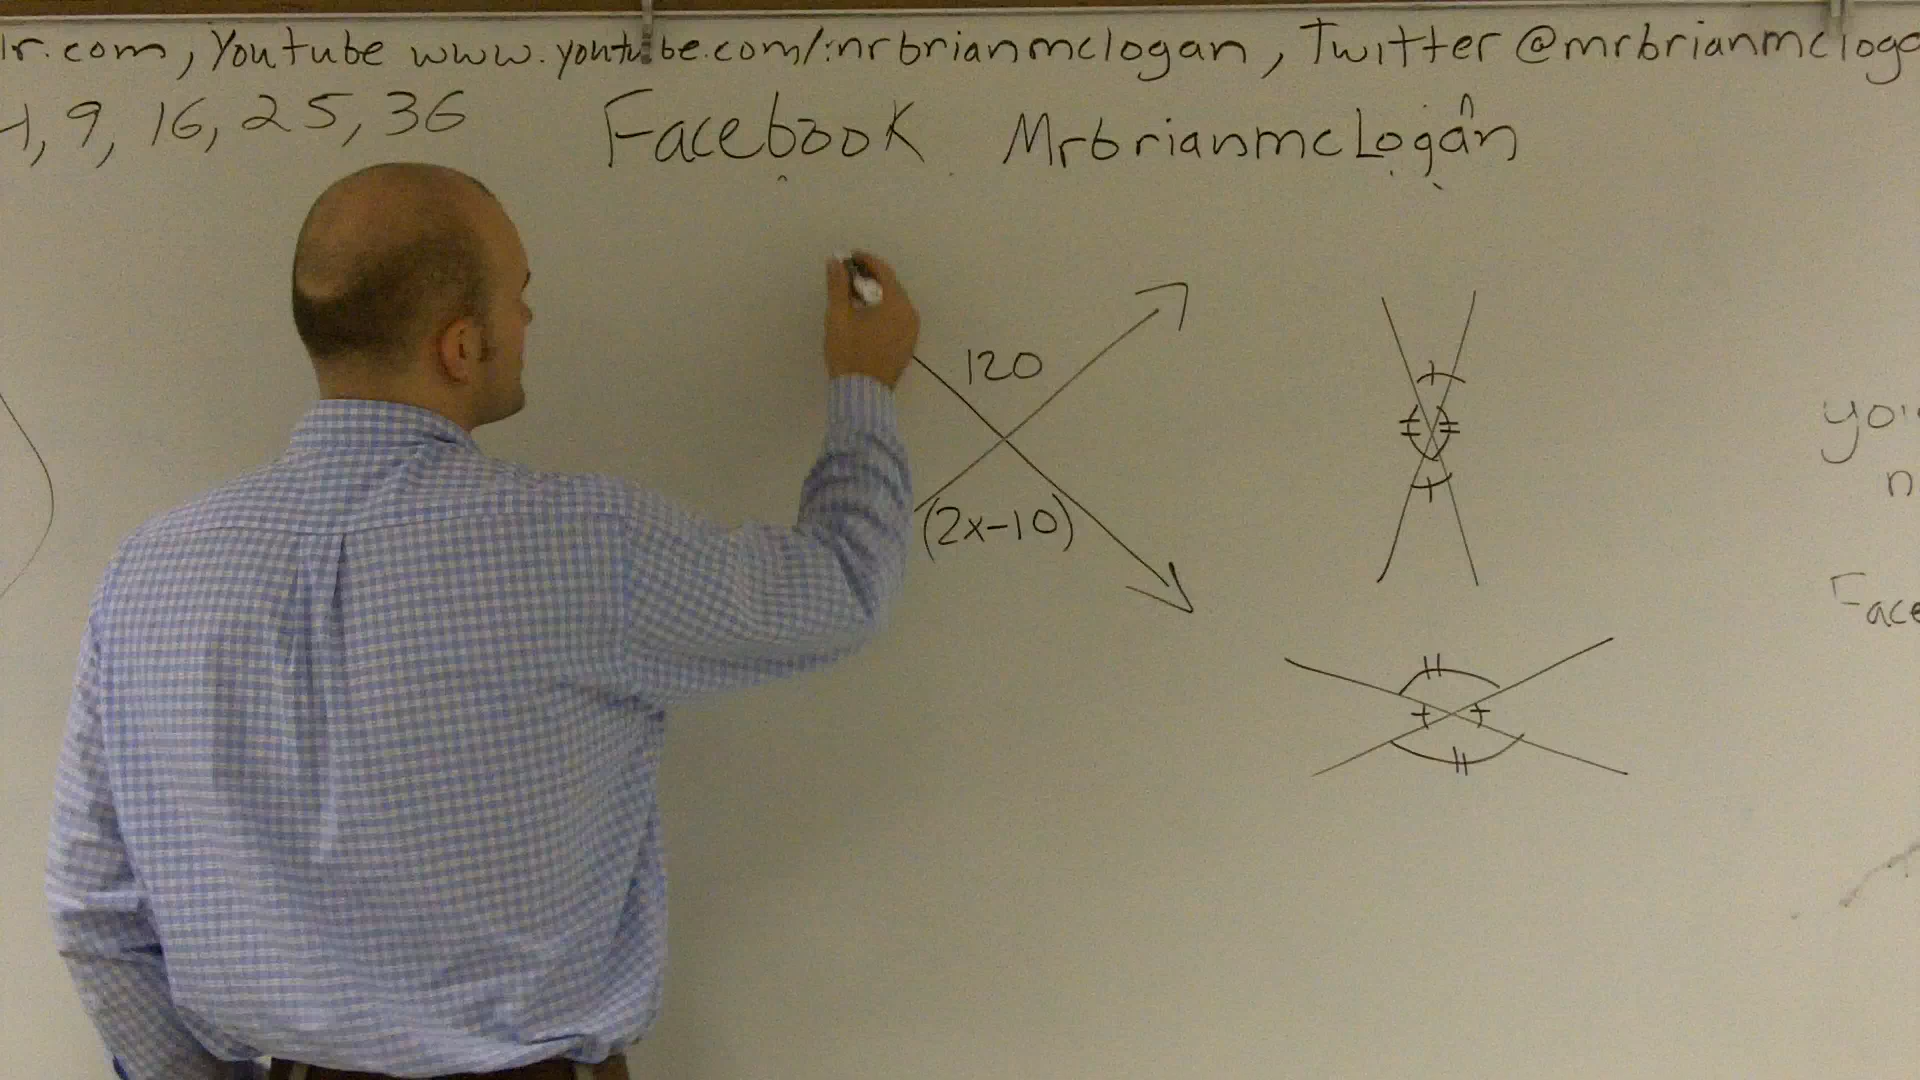 lr.com, Youtube www.youtube.com/mrbrianmclogan, Twitter @mrbrianmcloga
4, 9, 16, 25, 36 Facebook MrbrianmcLogan
120
(2x-10)
Face